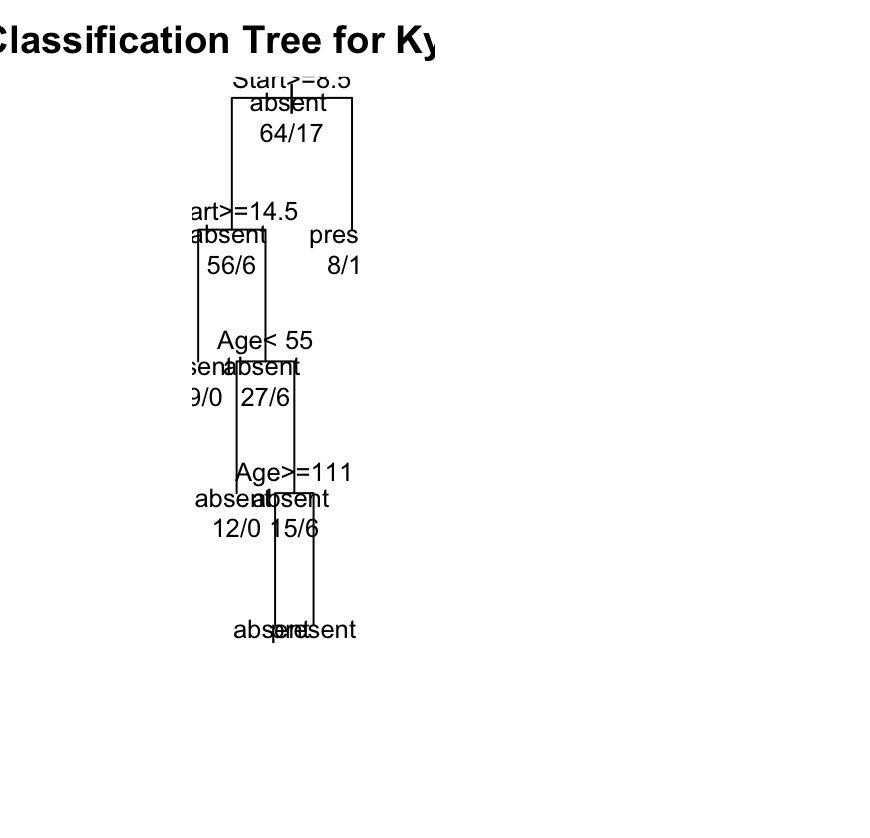 Classification Tree for Ky
Start>=8.5
absent
64/17
art>=14.5
absent
pres
56/6
8/1
Age< 55
sent
absent
9/0
27/6
Age>=111
absent
absent
12/0
15/6
absent
present